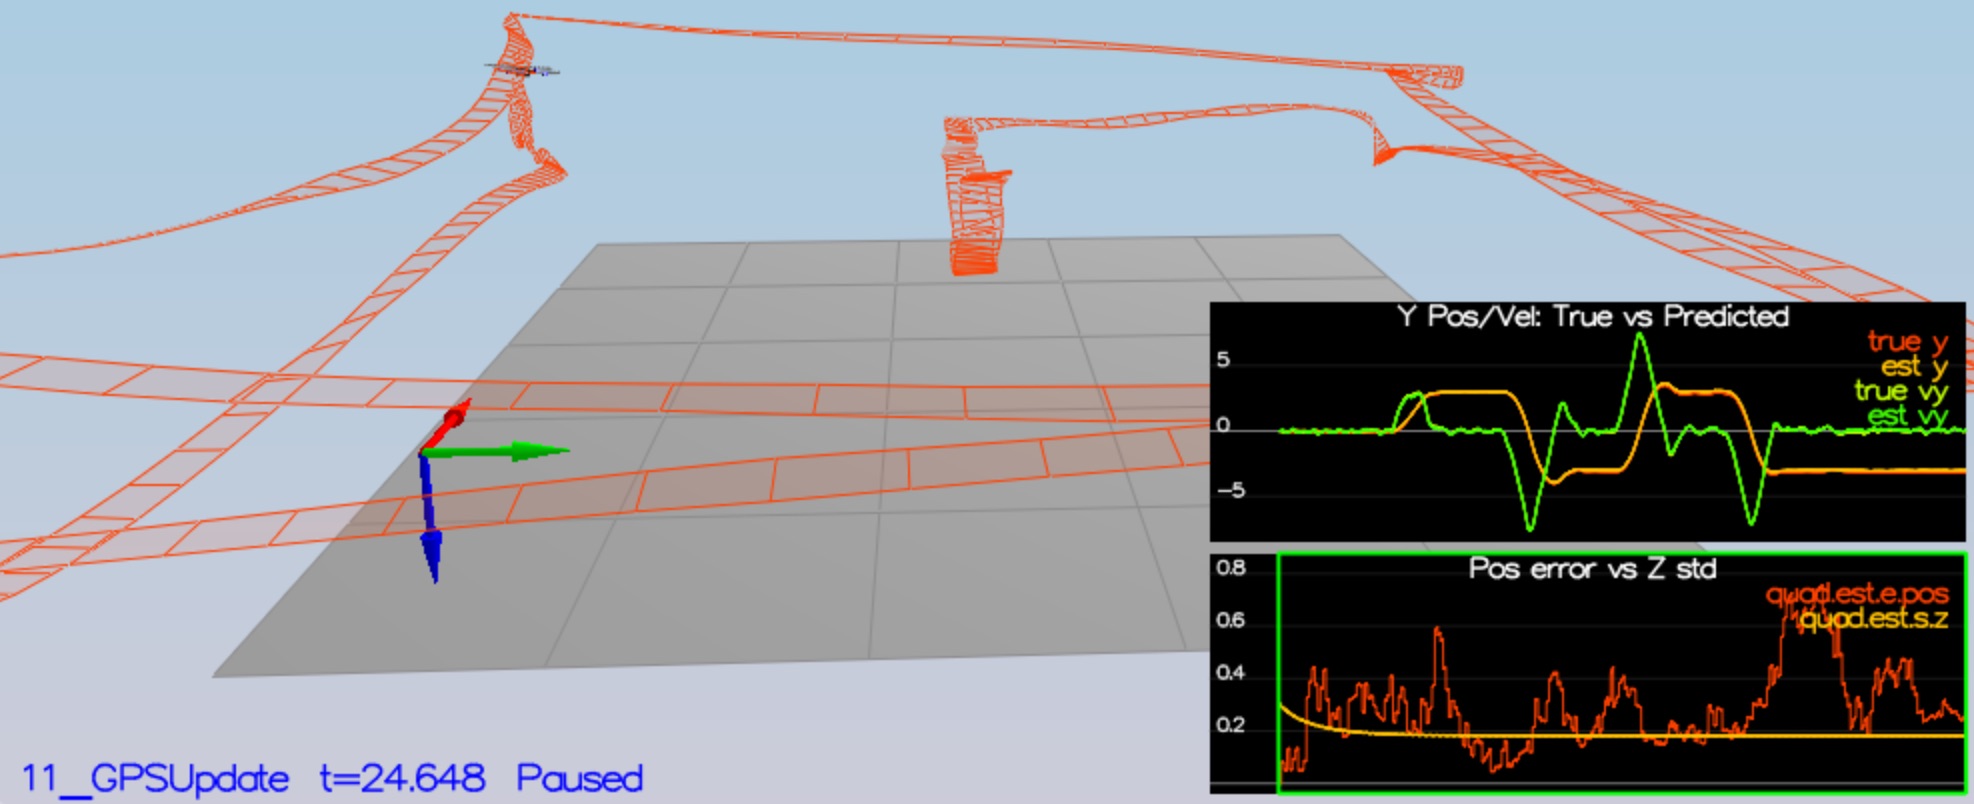 Y Pos/Vel: True vs Predicted
true y
5
est y
true vy
est vy
0
-5
Pos error vs Z std
0.8
quad.est.e.pos
quad.est.s.z
0.6
0.4
0.2
11_GPSUpdate t=24.648 Paused